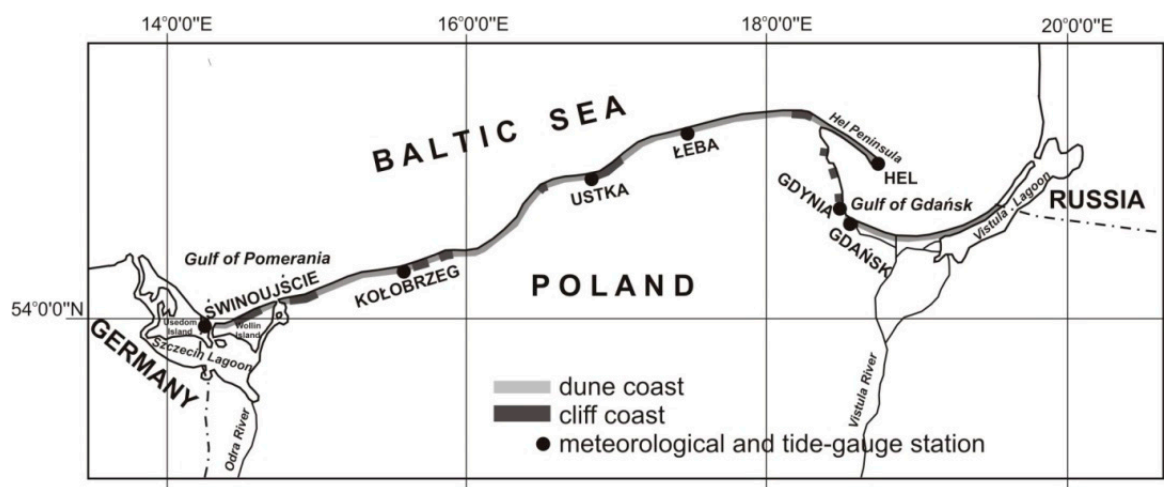 14°0'0"E
16°0'0"E
18°0'0"E
20°0'0"E
BALTIC SEA
Hel Peninsula
ŁEBA
HEL
USTKA
GDYNIA
Gulf of Gdańsk
Vistula Lagoon
RUSSIA
GDAŃSK
Gulf of Pomerania
SWINOUJŚCIE
KOŁOBRZEG
POLAND
54°0'0"N
Usedom
Island
Wollin
Island
Szczecin Lagoon
GERMANY
Odra River
Vistula River
dune coast
cliff coast
meteorological and tide-gauge station